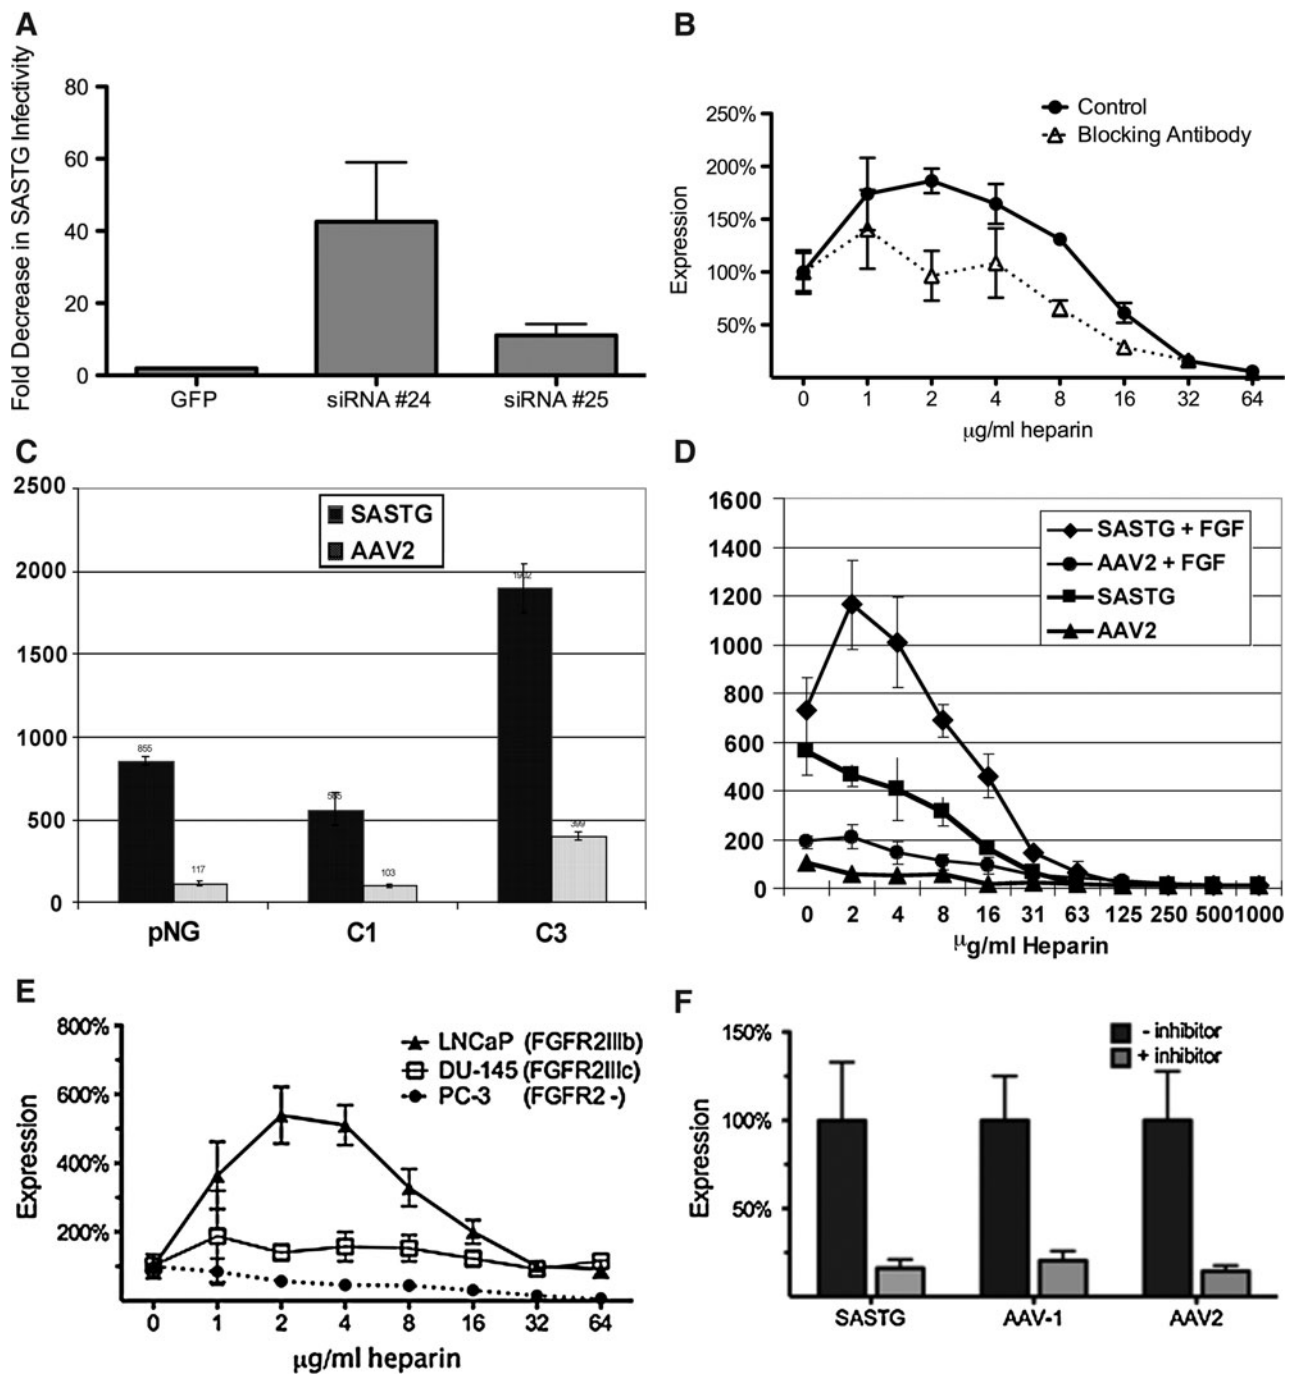 A
Fold Decrease in SASTG Infectivity
80
60
40
20
0
GFP siRNA #24 siRNA #25
B
Expression
250%
200%
150%
100%
50%
Control
Blocking Antibody
0 1 2 4 8 16 32 64
µg/ml heparin
C
2500
2000
1500
1000
500
0
SASTG
AAV2
855
117
103
399
pNG C1 C3
D
1600
1400
1200
1000
800
600
400
200
0
SASTG + FGF
AAV2 + FGF
SASTG
AAV2
0 2 4 8 16 31 63 125 250 500 1000
µg/ml Heparin
E
Expression
800%
600%
400%
200%
LNCaP (FGFR2IIIb)
DU-145 (FGFR2IIIc)
PC-3 (FGFR2 -)
0 1 2 4 8 16 32 64
µg/ml heparin
F
Expression
150%
100%
50%
- inhibitor
+ inhibitor
SASTG AAV-1 AAV2